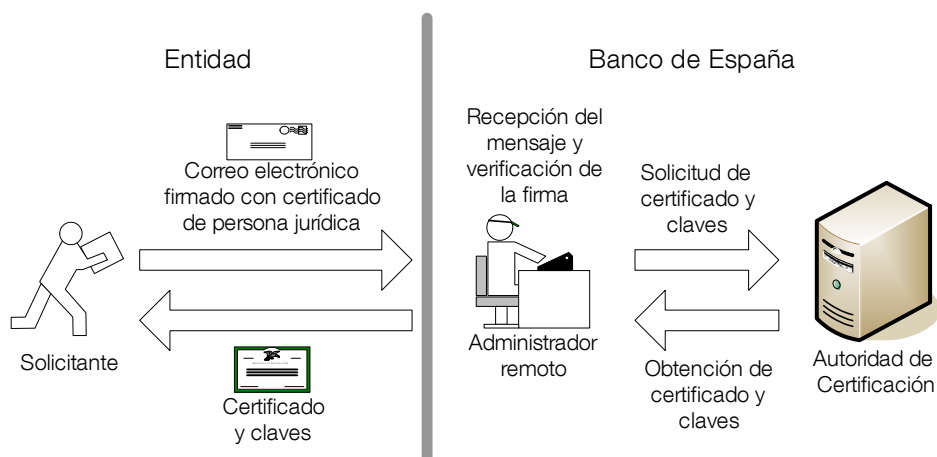 Entidad
Banco de España
Correo electrónico
firmado con certificado
de persona jurídica
Solicitante
Certificado
y claves
Recepción del
mensaje y
verificación de
la firma
Administrador
remoto
Solicitud de
certificado y
claves
Obtención de
certificado y
claves
Autoridad de
Certificación